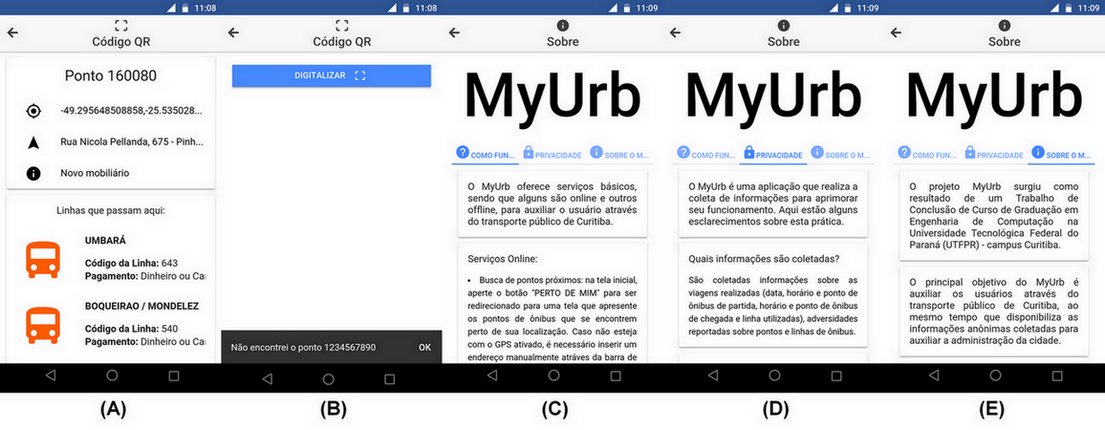 11:08
Código QR
Ponto 160080
-49.295648508858,-25.535028...
Rua Nicola Pellanda, 675 - Pinh...
Novo mobiliário
Linhas que passam aqui:
UMBARÁ
Código da Linha: 643
Pagamento: Dinheiro ou Ca
BOQUEIRAO / MONDELEZ
Código da Linha: 540
Pagamento: Dinheiro ou Ca
(A)
11:08
Código QR
DIGITALIZAR
Não encontrei o ponto 1234567890 OK
(B)
11:09
Sobre
MyUrb
COMO FUN... PRIVACIDADE SOBRE O M...
O MyUrb oferece serviços básicos,
sendo que alguns são online e outros
offline, para auxiliar o usuário através
do transporte público de Curitiba.
Serviços Online:
• Busca de pontos próximos: na tela inicial,
aperte o botão "PERTO DE MIM" para ser
redirecionado para uma tela que apresente
os pontos de ônibus que se encontrem
perto de sua localização. Caso não esteja
com o GPS ativado, é necessário inserir um
endereço manualmente atráves da barra de
(C)
11:09
Sobre
MyUrb
COMO FUN... PRIVACIDADE SOBRE O M...
O MyUrb é uma aplicação que realiza a
coleta de informações para aprimorar
seu funcionamento. Aqui estão alguns
esclarecimentos sobre esta prática.
Quais informações são coletadas?
São coletadas informações sobre as
viagens realizadas (data, horário e ponto de
ônibus de partida, horário e ponto de ônibus
de chegada e linha utilizados), adversidades
reportadas sobre pontos e linhas de ônibus.
(D)
11:09
Sobre
MyUrb
COMO FUN... PRIVACIDADE SOBRE O M...
O projeto MyUrb surgiu como
resultado de um Trabalho de
Conclusão de Curso de Graduação em
Engenharia de Computação na
Universidade Tecnológica Federal do
Paraná (UTFPR) - campus Curitiba.
O principal objetivo do MyUrb é
auxiliar os usuários através do
transporte público de Curitiba, ao
mesmo tempo que disponibiliza as
informações anônimas coletadas para
auxiliar a administração da cidade.
(E)